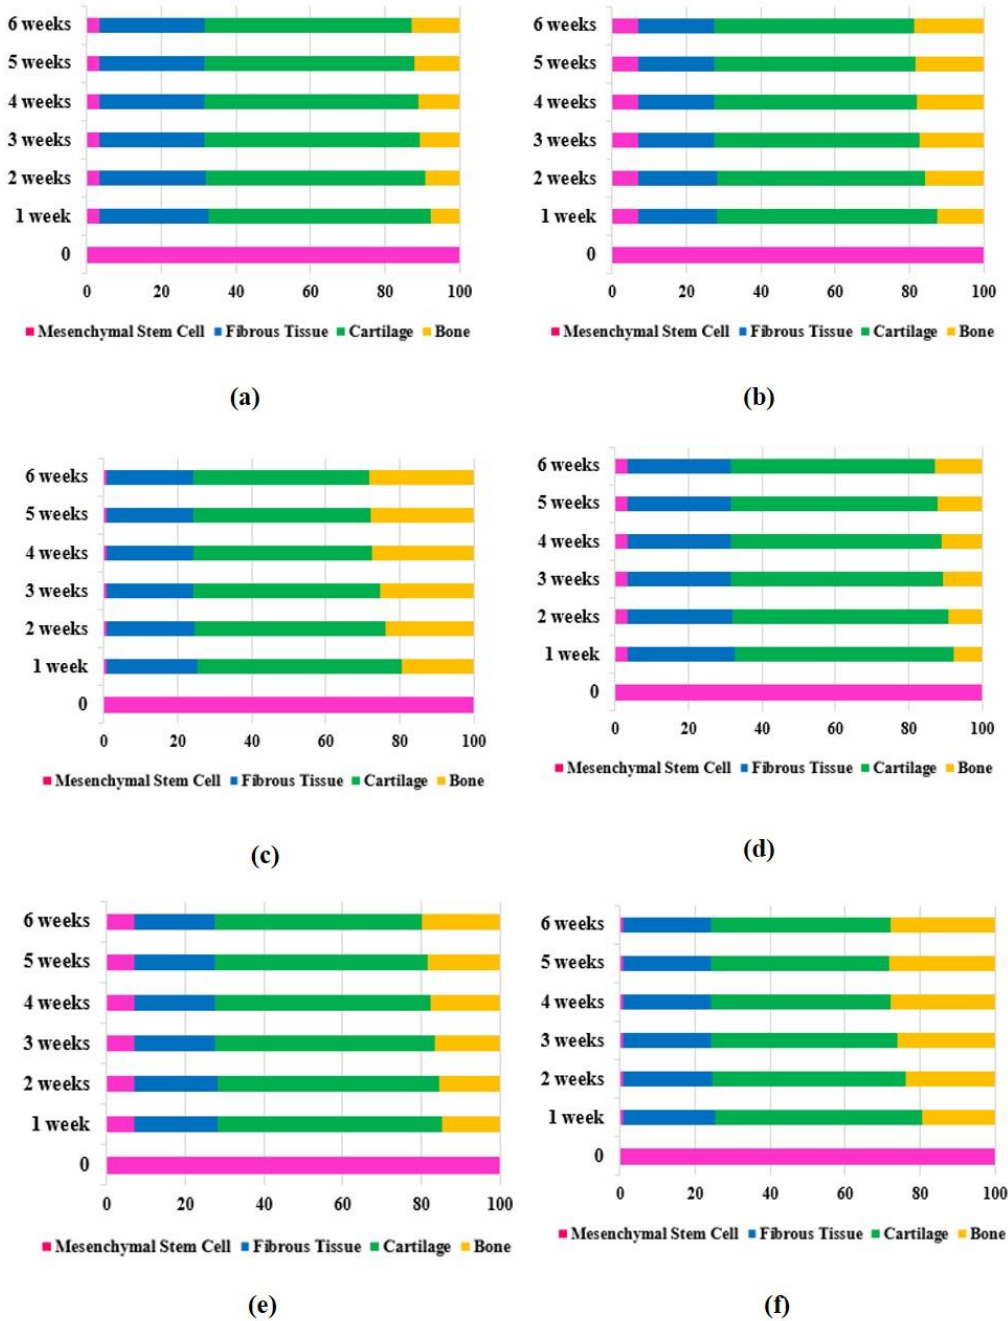 6 weeks
5 weeks
4 weeks
3 weeks
2 weeks
1 week
0
0 20 40 60 80 100
Mesenchymal Stem Cell Fibrous Tissue Cartilage Bone
(a)
6 weeks
5 weeks
4 weeks
3 weeks
2 weeks
1 week
0
0 20 40 60 80 100
Mesenchymal Stem Cell Fibrous Tissue Cartilage Bone
(b)
6 weeks
5 weeks
4 weeks
3 weeks
2 weeks
1 week
0
0 20 40 60 80 100
Mesenchymal Stem Cell Fibrous Tissue Cartilage Bone
(c)
6 weeks
5 weeks
4 weeks
3 weeks
2 weeks
1 week
0
0 20 40 60 80 100
Mesenchymal Stem Cell Fibrous Tissue Cartilage Bone
(d)
6 weeks
5 weeks
4 weeks
3 weeks
2 weeks
1 week
0
0 20 40 60 80 100
Mesenchymal Stem Cell Fibrous Tissue Cartilage Bone
(e)
6 weeks
5 weeks
4 weeks
3 weeks
2 weeks
1 week
0
0 20 40 60 80 100
Mesenchymal Stem Cell Fibrous Tissue Cartilage Bone
(f)